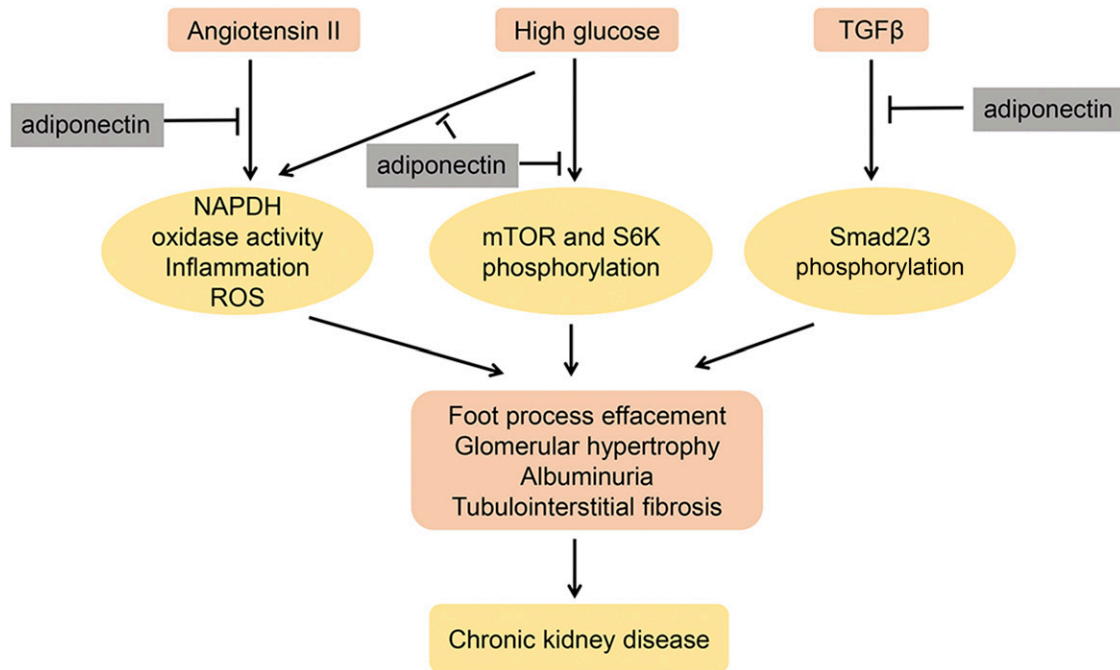 Angiotensin II
High glucose
TGFβ
adiponectin
adiponectin
adiponectin
NAPDH
oxidase activity
Inflammation
ROS
mTOR and S6K
phosphorylation
Smad2/3
phosphorylation
Foot process effacement
Glomerular hypertrophy
Albuminuria
Tubulointerstitial fibrosis
Chronic kidney disease